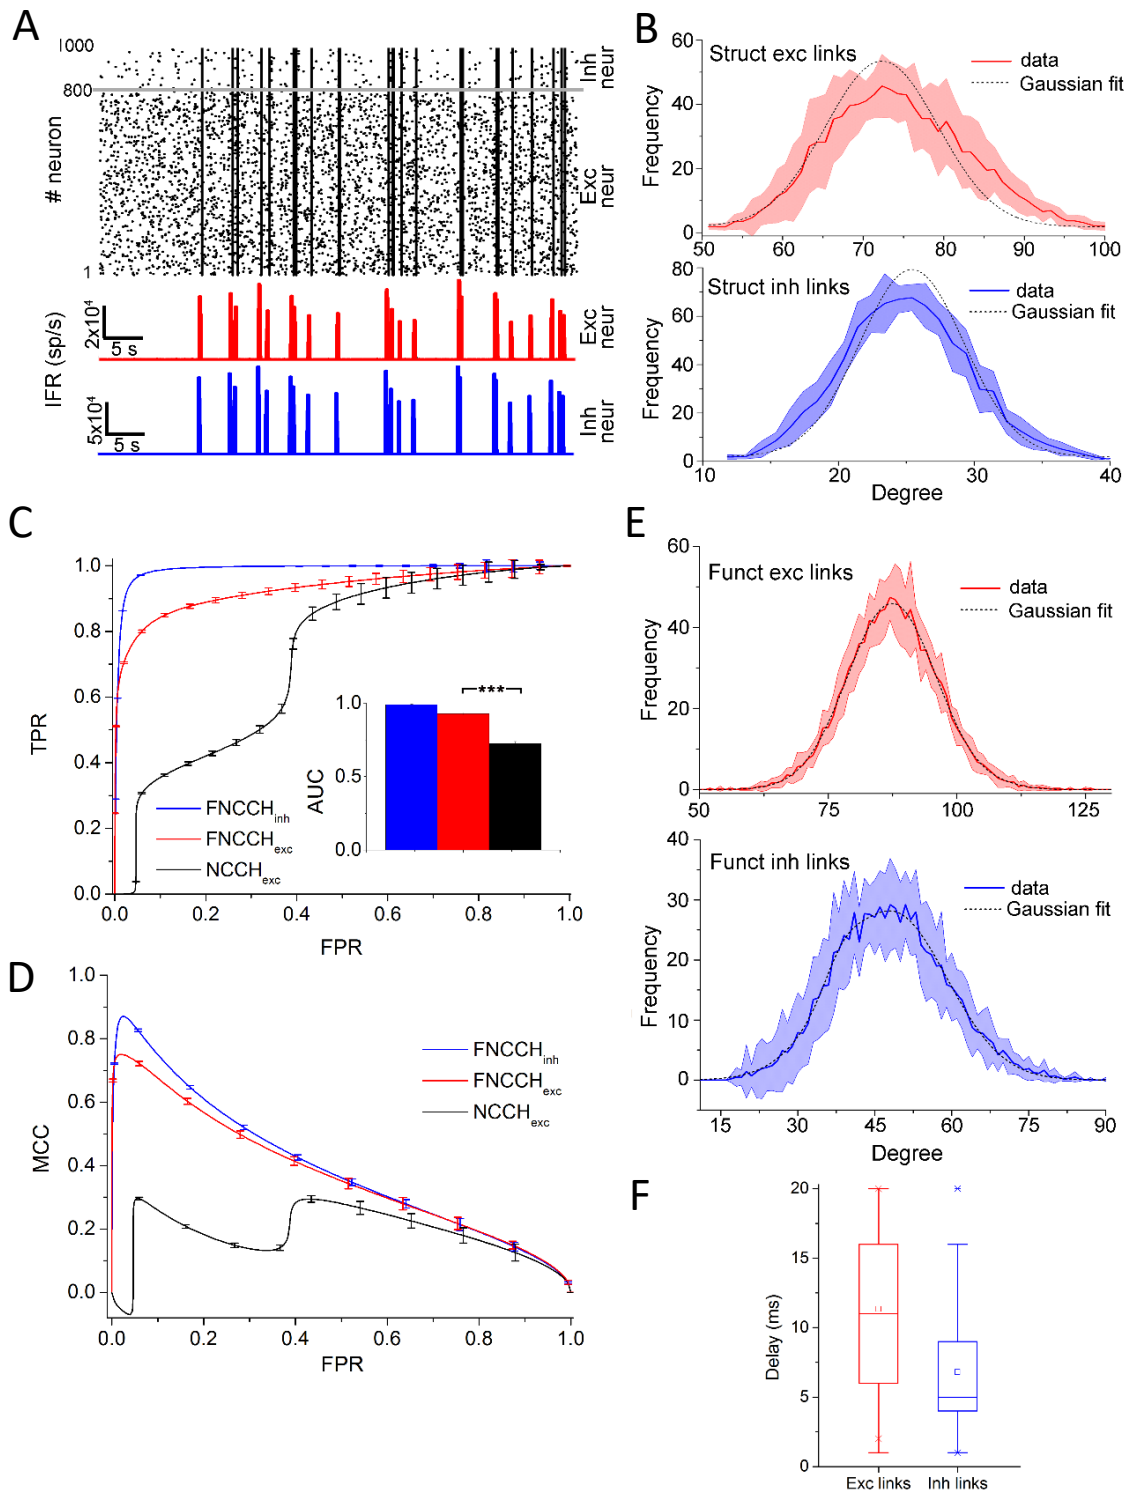 A
1000
800
1
# neuron
Inh neur
Exc neur
2x10⁴
5 s
Exc neur
IFR (sp/s)
5x10⁴
5 s
Inh neur
B
Struct exc links
data
Gaussian fit
Frequency
60
40
20
0
50 60 70 80 90 100
Struct inh links
data
Gaussian fit
Frequency
80
60
40
20
0
10 20 30 40
Degree
C
TPR
1.0
0.8
0.6
0.4
0.2
0.0
0.0 0.2 0.4 0.6 0.8 1.0
FPR
FNCCH_inh
FNCCH_exc
NCCH_exc
AUC
1.0
0.5
0.0
***
D
MCC
1.0
0.8
0.6
0.4
0.2
0.0
0.0 0.2 0.4 0.6 0.8 1.0
FPR
FNCCH_inh
FNCCH_exc
NCCH_exc
E
Funct exc links
data
Gaussian fit
Frequency
60
40
20
0
50 75 100 125
Funct inh links
data
Gaussian fit
Frequency
40
30
20
10
0
15 30 45 60 75 90
Degree
F
Delay (ms)
20
15
10
5
0
Exc links Inh links